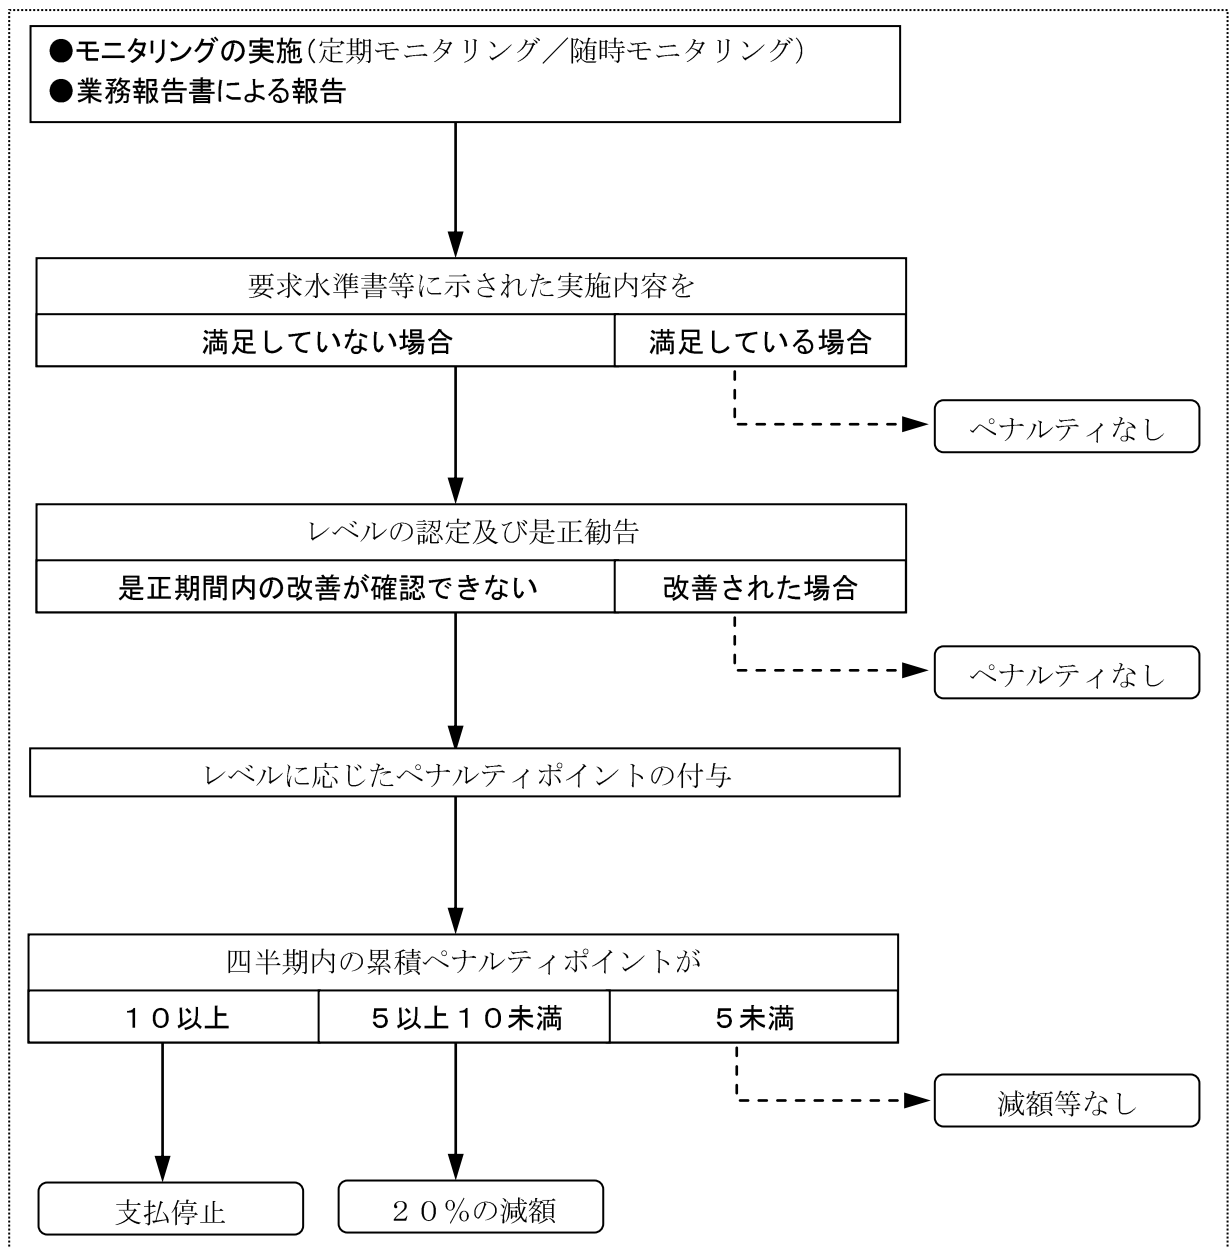 ●モニタリングの実施（定期モニタリング／随時モニタリング）
●業務報告書による報告
要求水準書等に示された実施内容を
満足していない場合
満足している場合
ペナルティなし
レベルの認定及び是正勧告
是正期間内の改善が確認できない
改善された場合
ペナルティなし
レベルに応じたペナルティポイントの付与
四半期内の累積ペナルティポイントが
１０以上
５以上１０未満
５未満
減額等なし
支払停止
２０％の減額